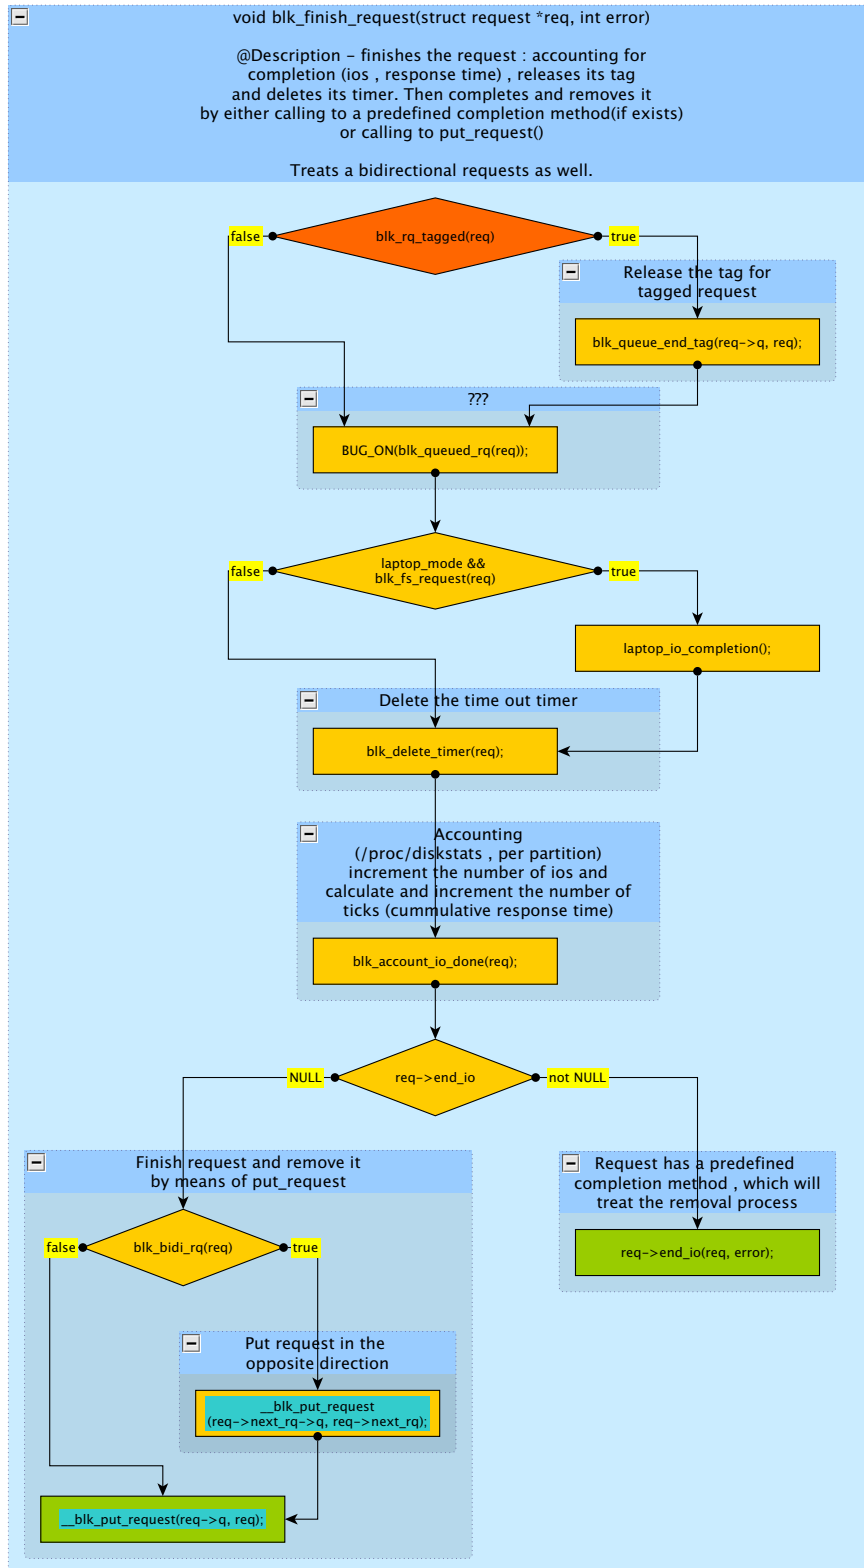 void blk_finish_request(struct request *req, int error)
@Description – finishes the request : accounting for
completion (ios , response time) , releases its tag
and deletes its timer. Then completes and removes it
by either calling to a predefined completion method(if exists)
or calling to put_request()
Treats a bidirectional requests as well.
false
blk_rq_tagged(req)
true
Release the tag for
tagged request
blk_queue_end_tag(req->q, req);
???
BUG_ON(blk_queued_rq(req));
false
laptop_mode &&
blk_fs_request(req)
true
laptop_io_completion();
Delete the time out timer
blk_delete_timer(req);
Accounting
(/proc/diskstats , per partition)
increment the number of ios and
calculate and increment the number of
ticks (cummulative response time)
blk_account_io_done(req);
NULL
req->end_io
not NULL
Finish request and remove it
by means of put_request
Request has a predefined
completion method , which will
treat the removal process
false
blk_bidi_rq(req)
true
req->end_io(req, error);
Put request in the
opposite direction
__blk_put_request
(req->next_rq->q, req->next_rq);
__blk_put_request(req->q, req);